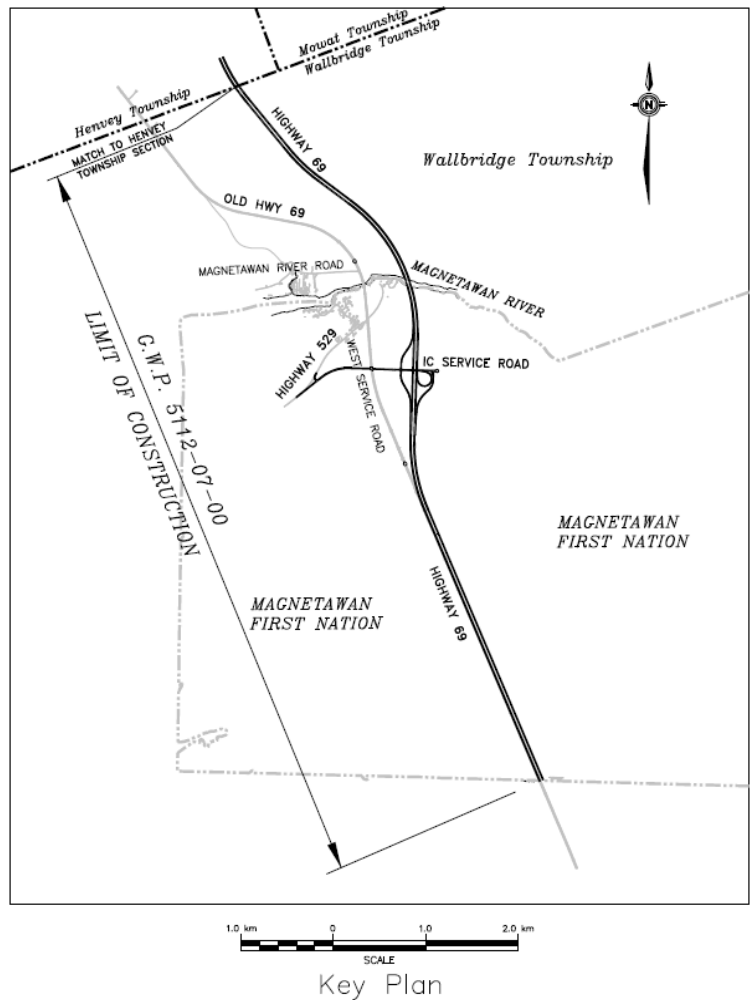 Mowat Township
Wallbridge Township
Henvey Township
MATCH TO HENVEY
TOWNSHIP SECTION
HIGHWAY 69
N
Wallbridge Township
OLD HWY 69
MAGNETAWAN RIVER ROAD
MAGNETAWAN RIVER
HIGHWAY 529
WEST SERVICE ROAD
IC SERVICE ROAD
G.W.P. 5112-07-00
LIMIT OF CONSTRUCTION
MAGNETAWAN
FIRST NATION
MAGNETAWAN
FIRST NATION
HIGHWAY 69
1.0 km 0 1.0 2.0 km
SCALE
Key Plan